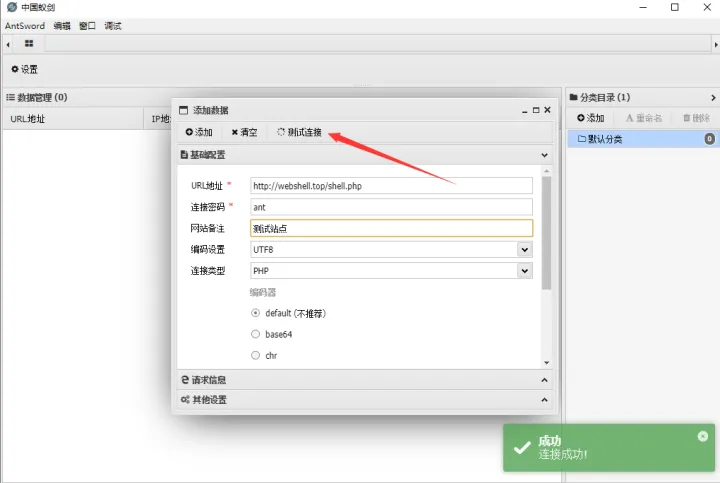 中国蚁剑
AntSword 编辑 窗口 调试
设置
数据管理 (0)
URL地址 IP地
添加数据
添加 清空 测试连接
基础配置
URL地址 * http://webshell.top/shell.php
连接密码 * ant
网站备注 测试站点
编码设置 UTF8
连接类型 PHP
编码器
default (不推荐)
base64
chr
请求信息
其他设置
分类目录 (1)
添加 重命名 删除
默认分类 0
成功
连接成功!